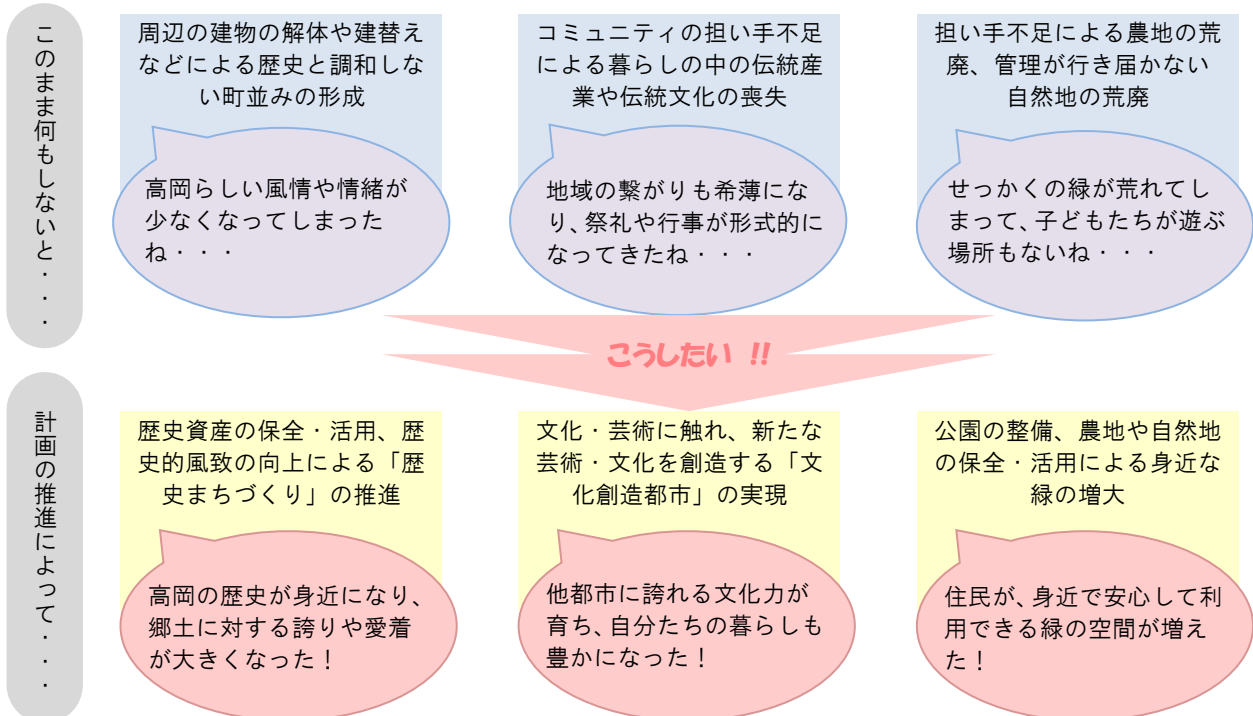 このまま何もしないと・・・
周辺の建物の解体や建替え
などによる歴史と調和しな
い町並みの形成
高岡らしい風情や情緒が
少なくなってしまった
ね・・・
コミュニティの担い手不足
による暮らしの中の伝統産
業や伝統文化の喪失
地域の繋がりも希薄にな
り、祭礼や行事が形式的に
なってきたね・・・
担い手不足による農地の荒
廃、管理が行き届かない
自然地の荒廃
せっかくの緑が荒れてし
まって、子どもたちが遊ぶ
場所もないね・・・
こうしたい !!
計画の推進によって・・・
歴史資産の保全・活用、歴
史的風致の向上による「歴
史まちづくり」の推進
高岡の歴史が身近になり、
郷土に対する誇りや愛着
が大きくなった！
文化・芸術に触れ、新たな
芸術・文化を創造する「文
化創造都市」の実現
他都市に誇れる文化力が
育ち、自分たちの暮らしも
豊かになった！
公園の整備、農地や自然地
の保全・活用による身近な
緑の増大
住民が、身近で安心して利
用できる緑の空間が増え
た！